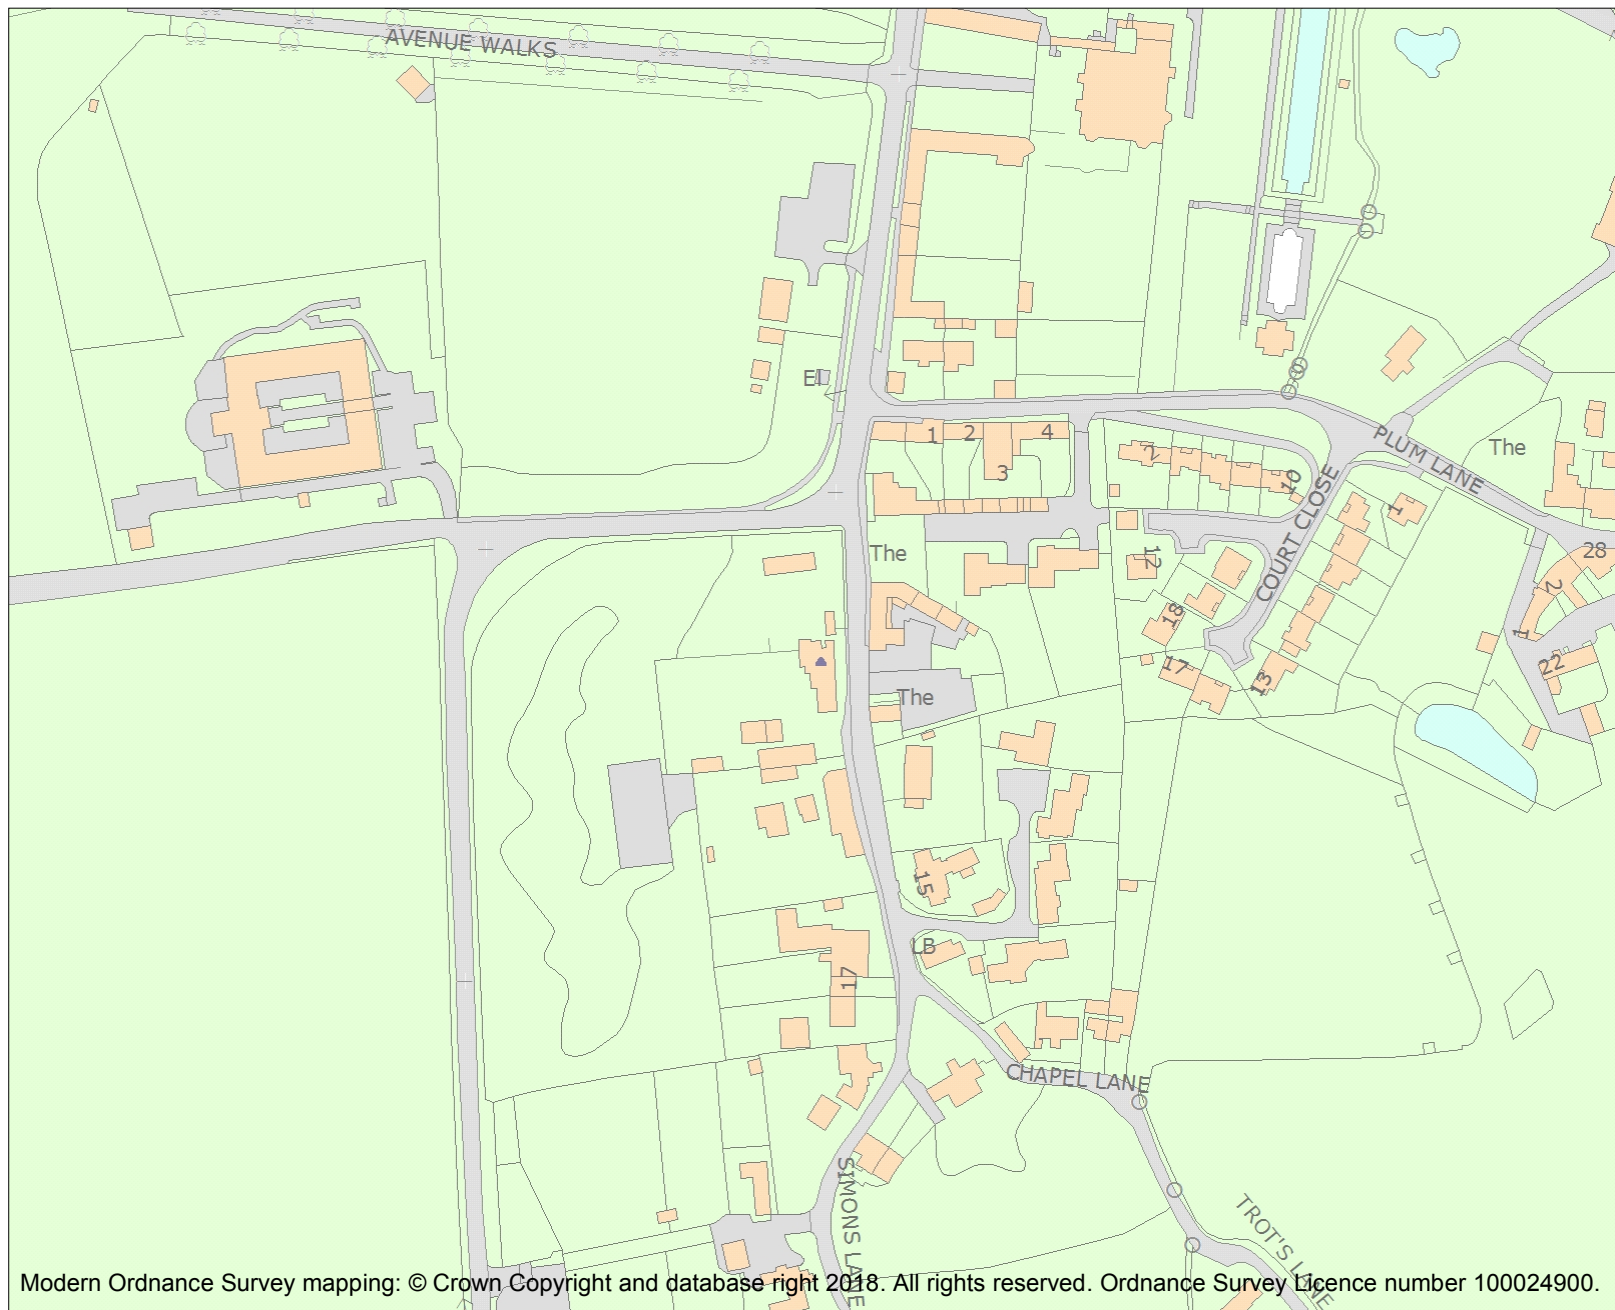 AVENUE WALKS
El
1
2
4
3
2
10
PLUM LANE
The
COURT CLOSE
1
The
12
28
2
18
1
17
13
22
The
15
LB
17
CHAPEL LANE
SIMONS LANE
TROT'S LANE
Modern Ordnance Survey mapping: © Crown Copyright and database right 2018. All rights reserved. Ordnance Survey Licence number 100024900.